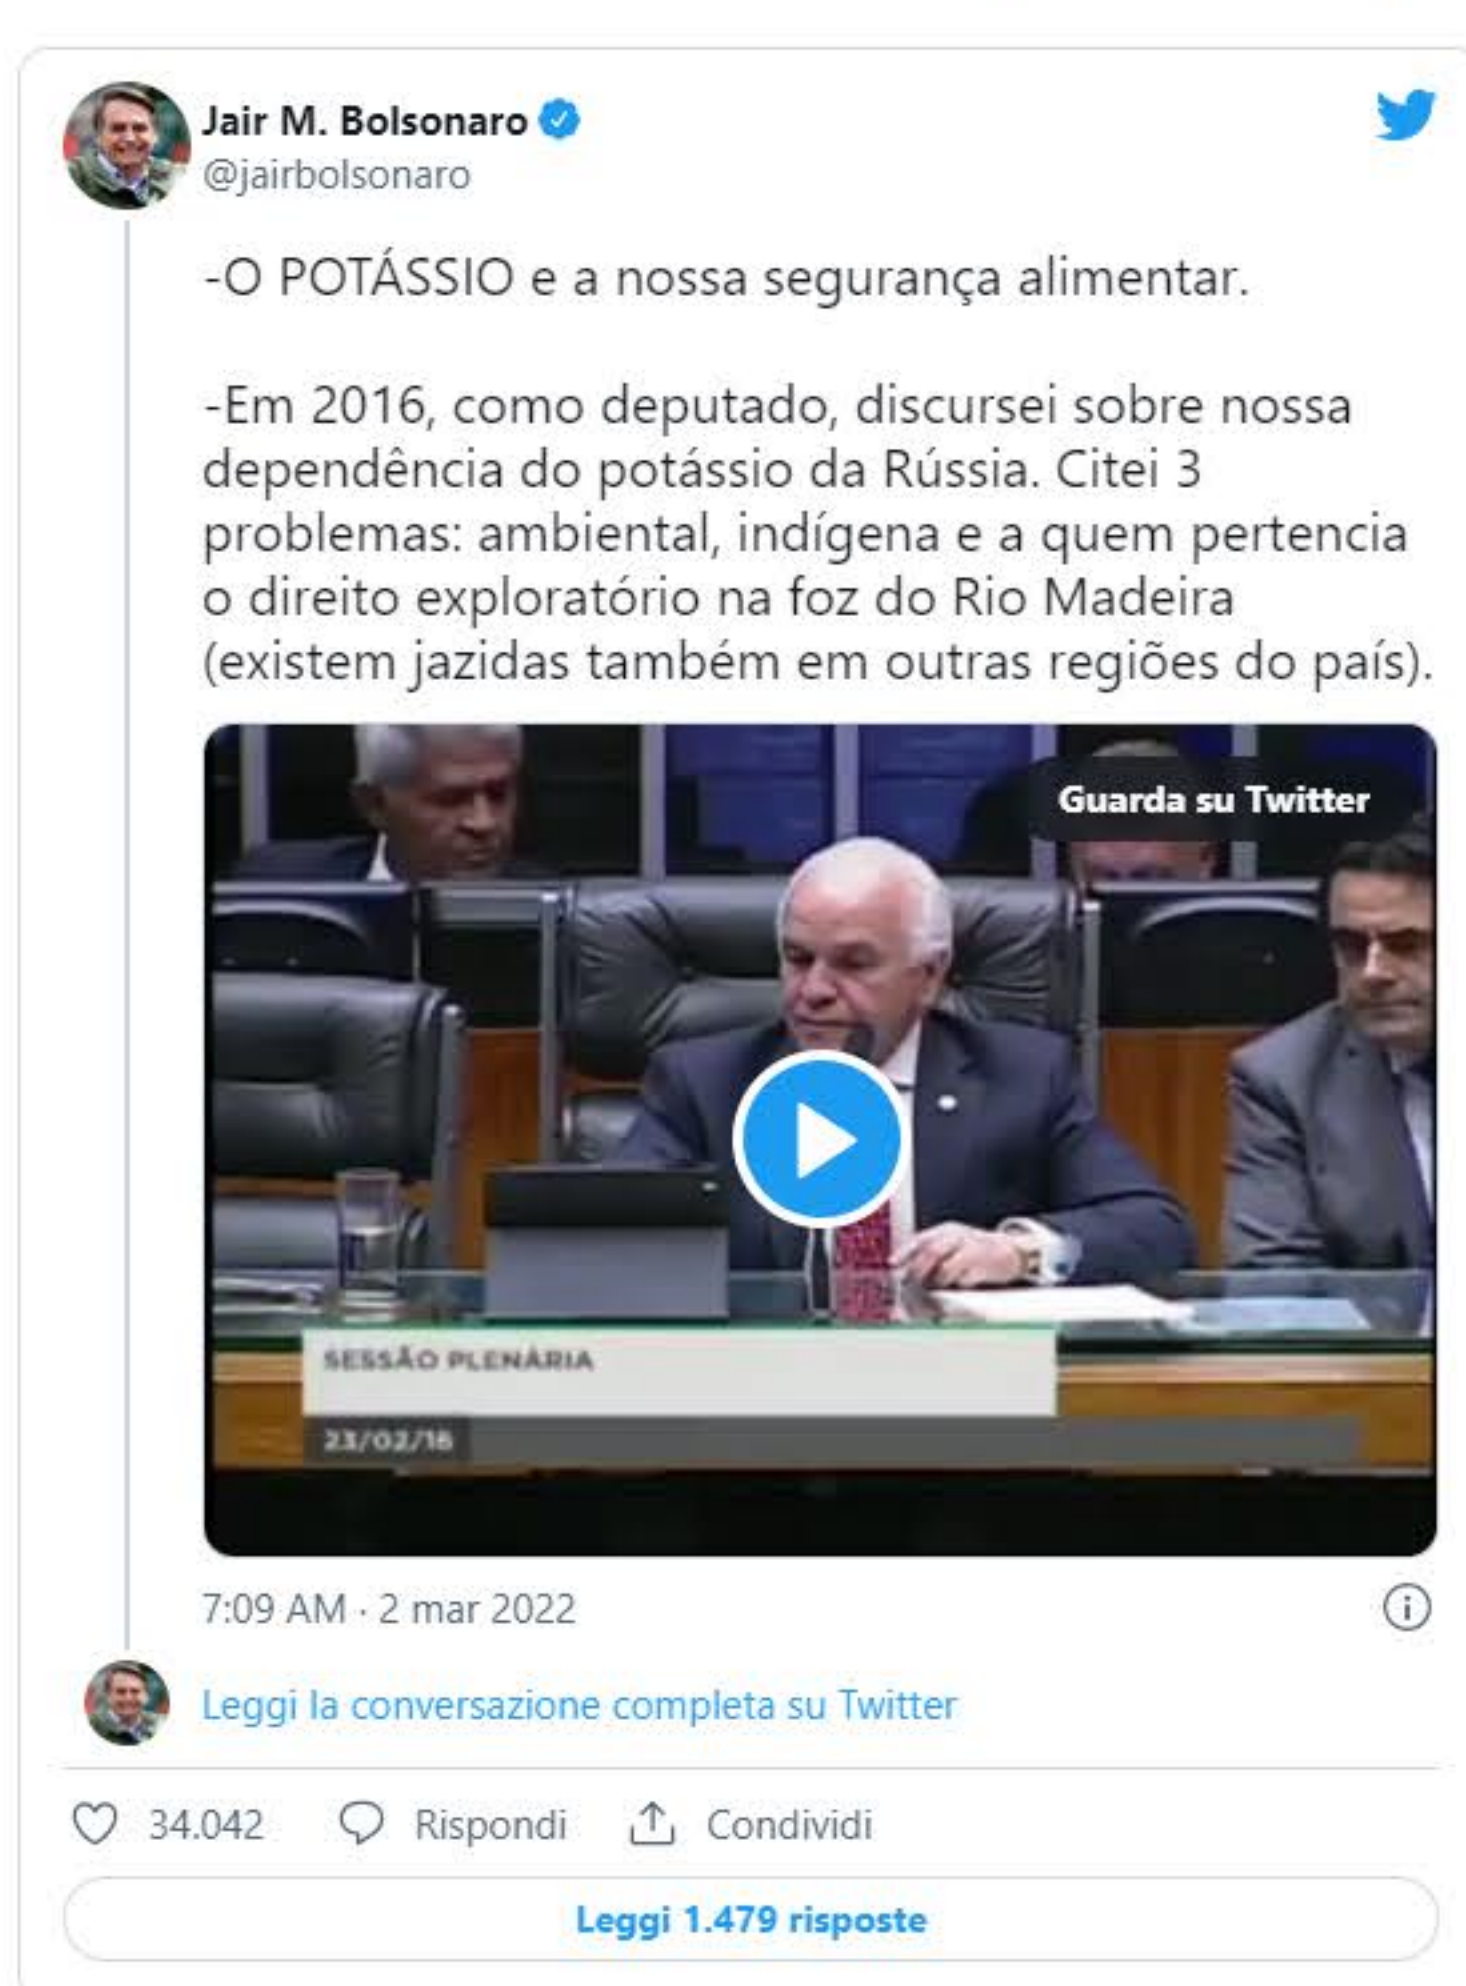 Jair M. Bolsonaro
@jairbolsonaro
-O POTÁSSIO e a nossa segurança alimentar.
-Em 2016, como deputado, discursei sobre nossa
dependência do potássio da Rússia. Citei 3
problemas: ambiental, indígena e a quem pertencia
o direito exploratório na foz do Rio Madeira
(existem jazidas também em outras regiões do país).
Guarda su Twitter
SESSÃO PLENÁRIA
23/02/16
7:09 AM · 2 mar 2022
Leggi la conversazione completa su Twitter
34.042 Rispondi Condividi
Leggi 1.479 risposte